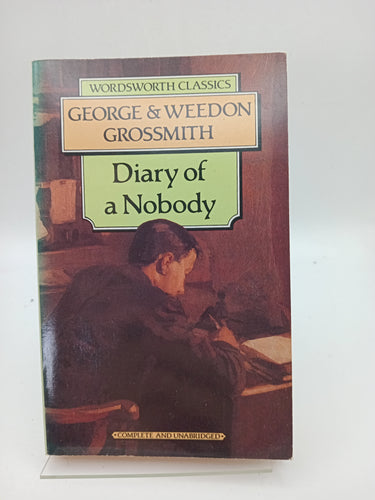 WORDSWORTH CLASSICS
GEORGE & WEEDON
GROSSMITH
Diary of
a Nobody
· COMPLETE AND UNABRIDGED ·